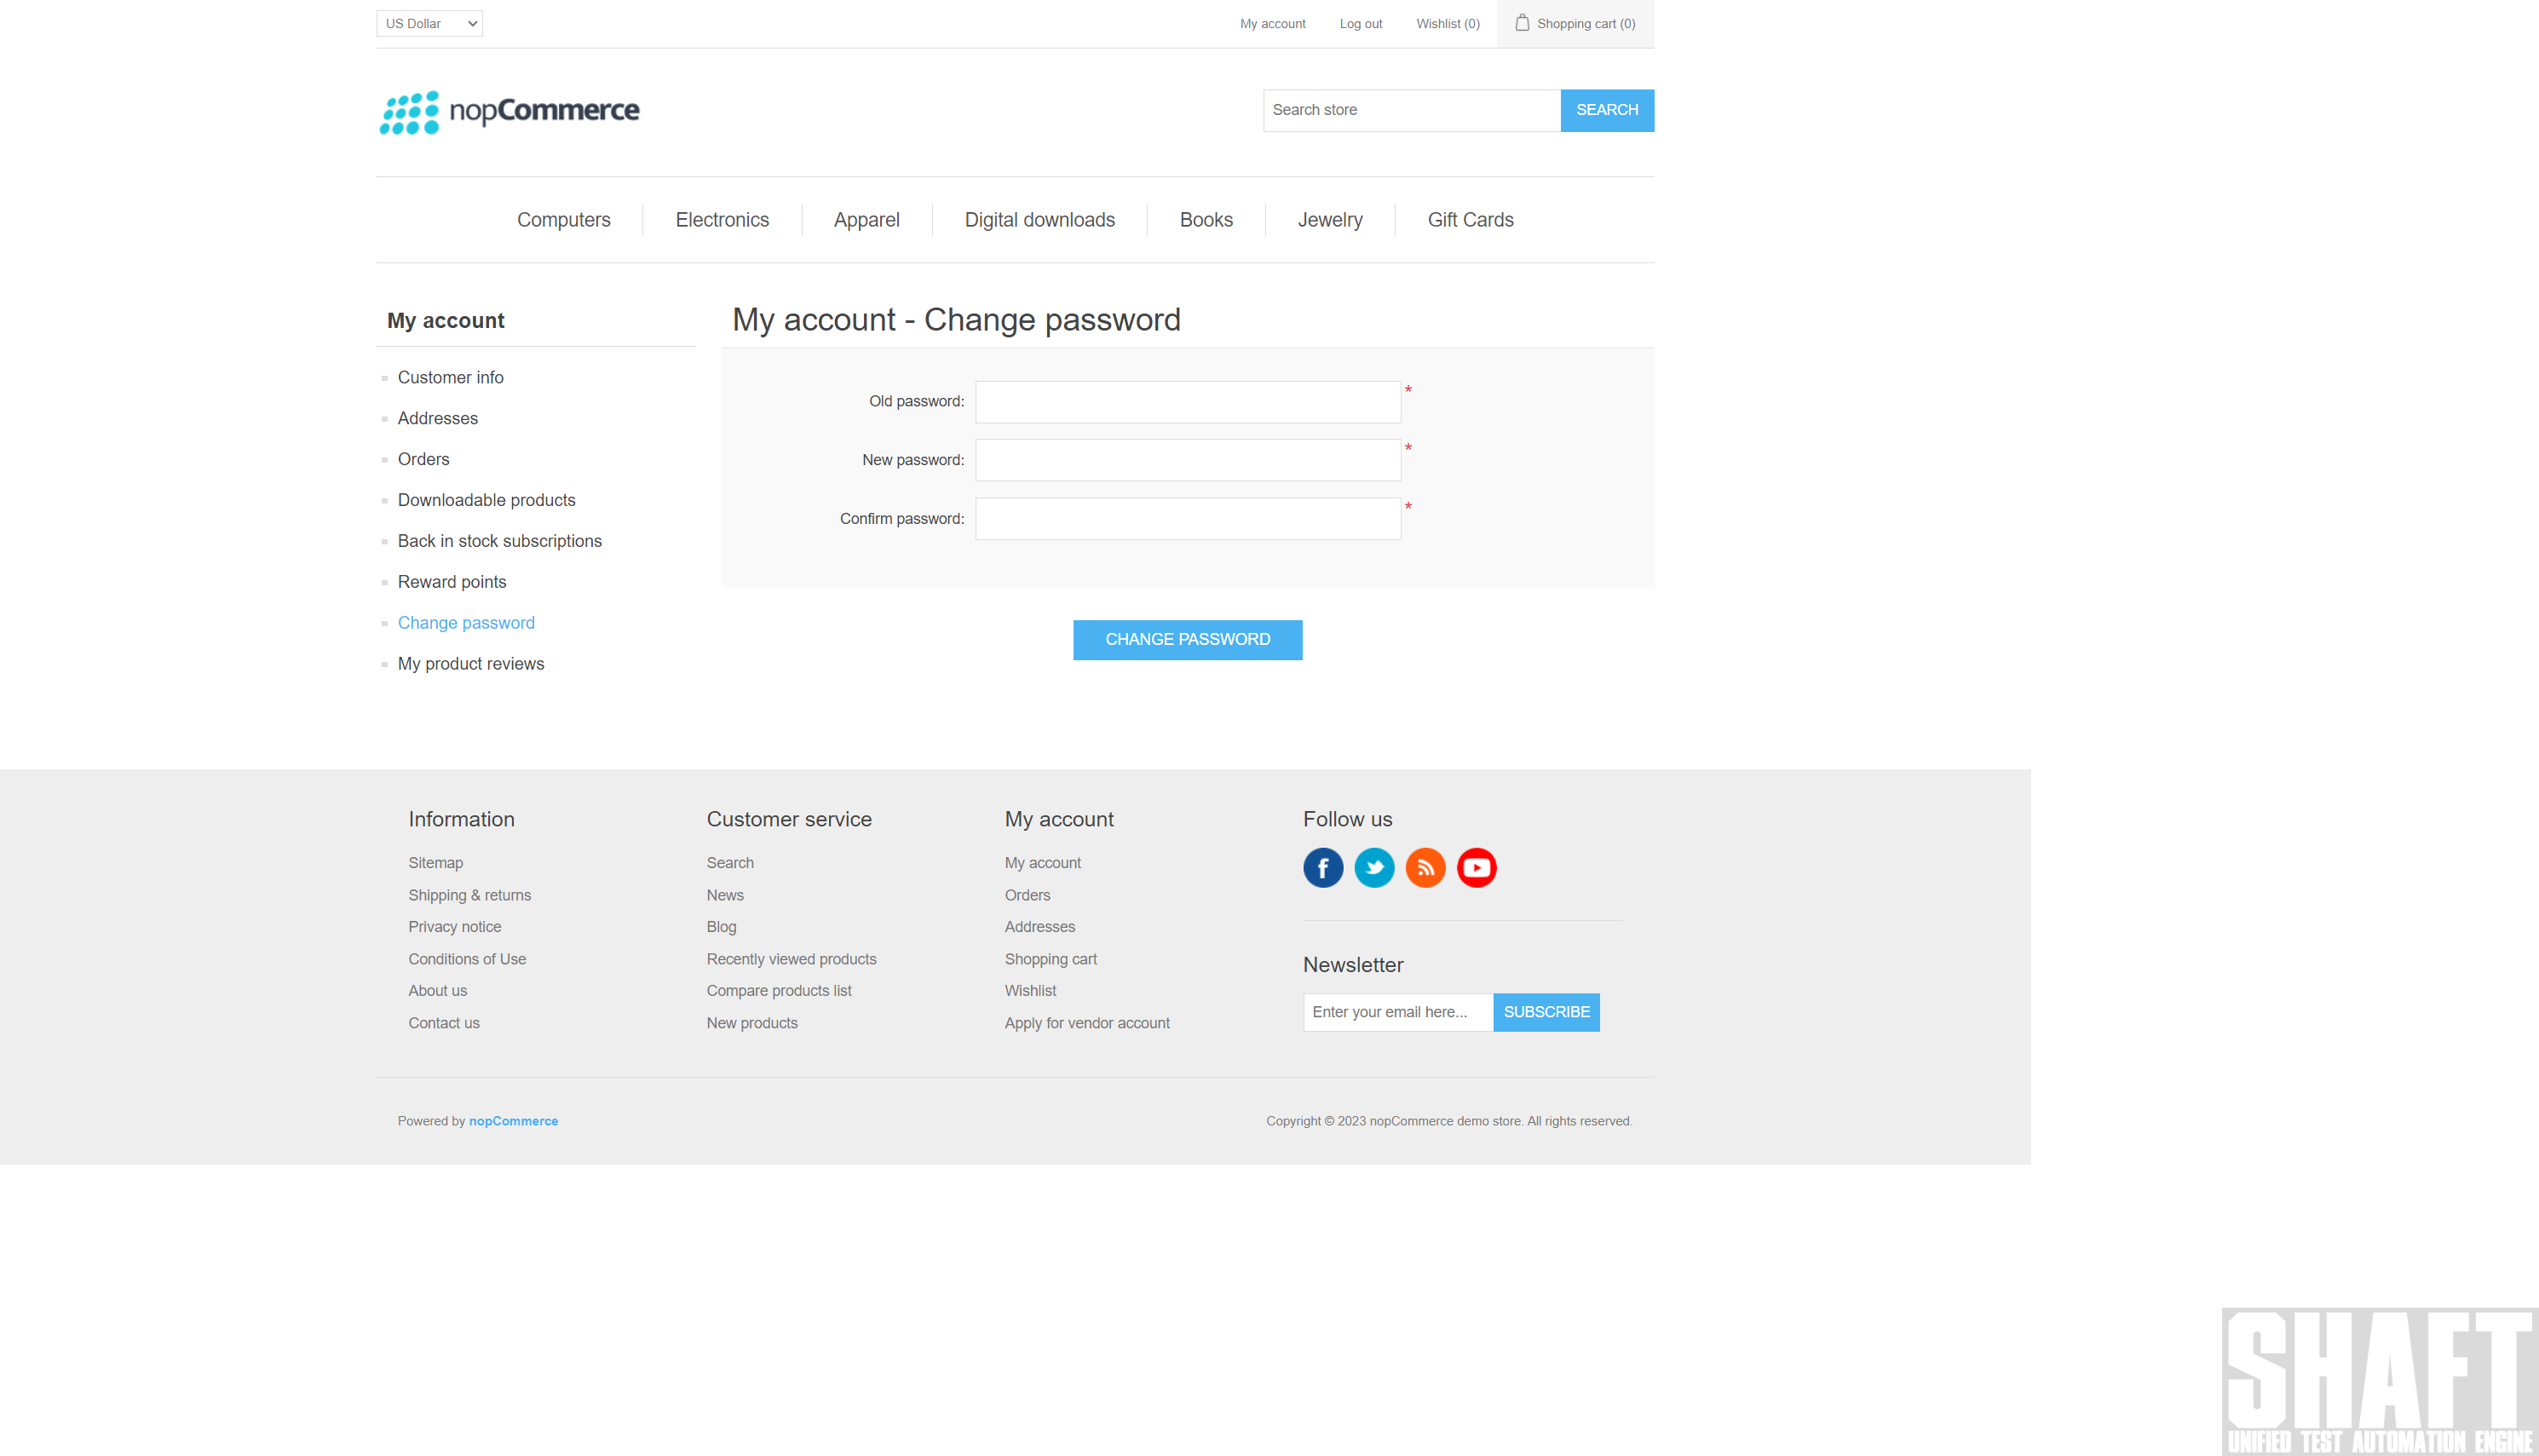 US Dollar
My account
Log out
Wishlist (0)
Shopping cart (0)
nopCommerce
Search store
SEARCH
Computers
Electronics
Apparel
Digital downloads
Books
Jewelry
Gift Cards
My account
Customer info
Addresses
Orders
Downloadable products
Back in stock subscriptions
Reward points
Change password
My product reviews
My account - Change password
Old password:
*
New password:
*
Confirm password:
*
CHANGE PASSWORD
Information
Sitemap
Shipping & returns
Privacy notice
Conditions of Use
About us
Contact us
Customer service
Search
News
Blog
Recently viewed products
Compare products list
New products
My account
My account
Orders
Addresses
Shopping cart
Wishlist
Apply for vendor account
Follow us
Newsletter
Enter your email here...
SUBSCRIBE
Powered by nopCommerce
Copyright © 2023 nopCommerce demo store. All rights reserved.
SHAFT
UNIFIED TEST AUTOMATION ENGINE